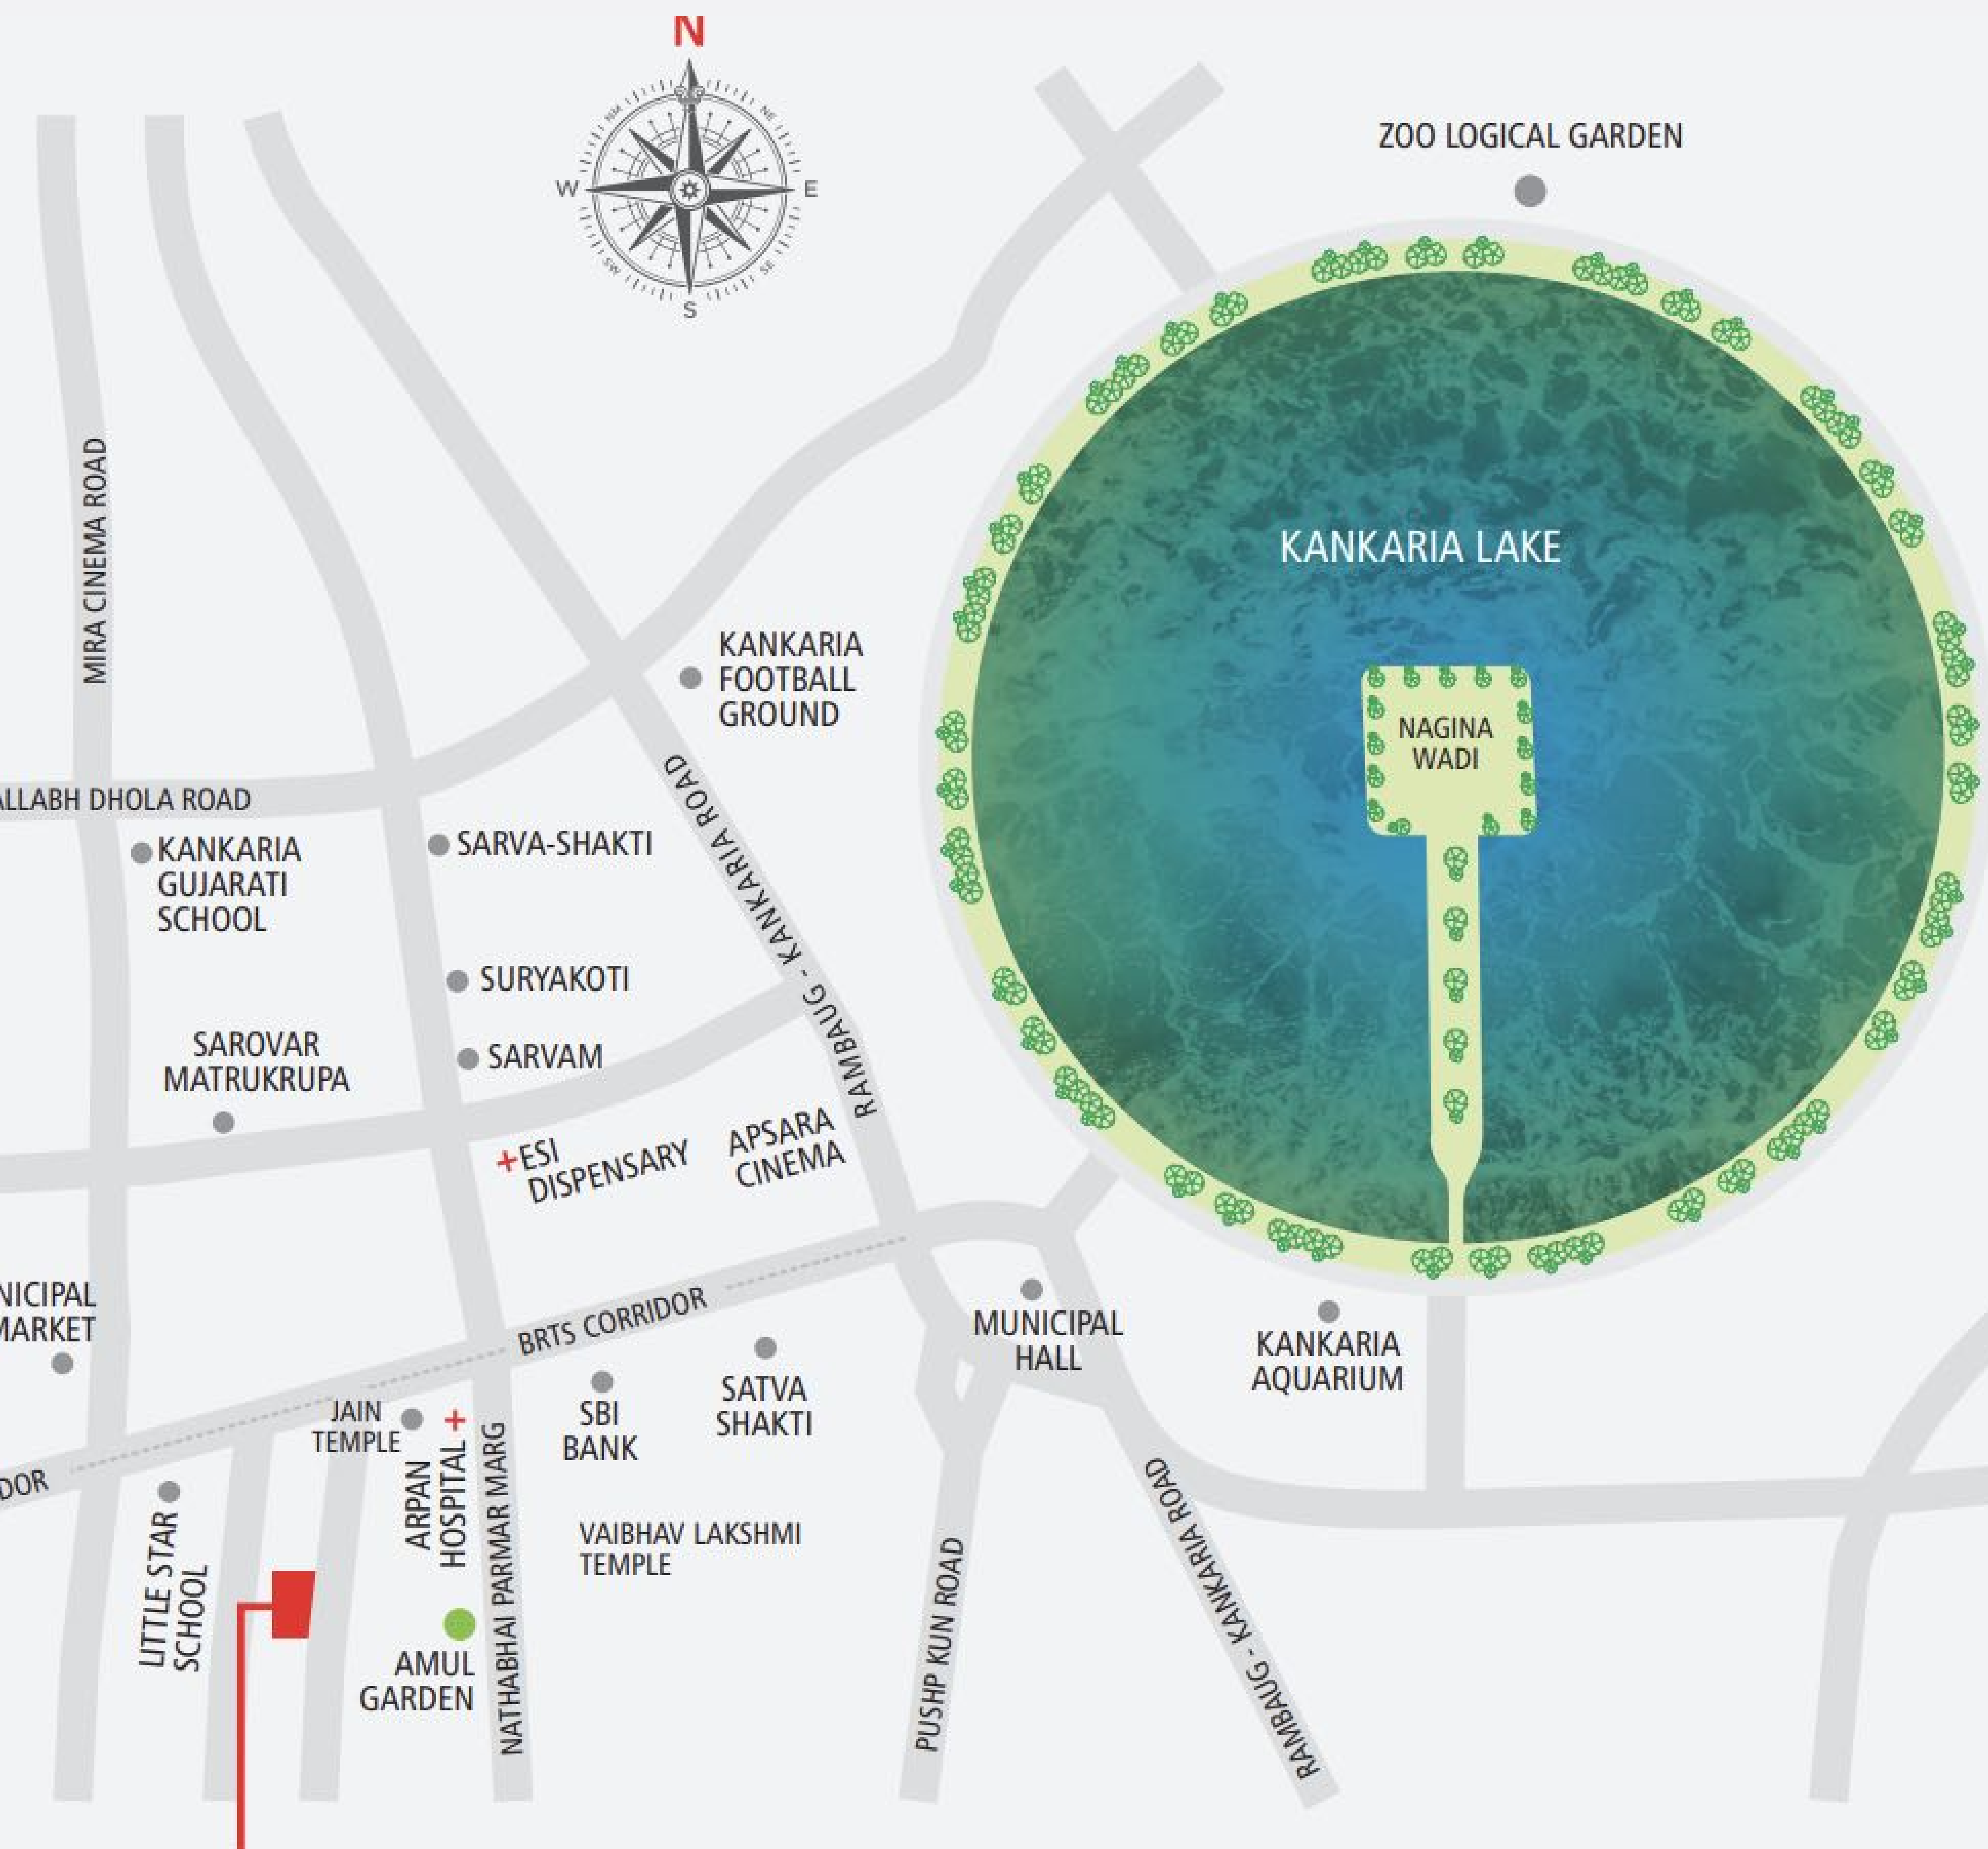 N
NE
W
E
SW
SE
S
ZOO LOGICAL GARDEN
KANKARIA LAKE
NAGINA
WADI
MIRA CINEMA ROAD
KANKARIA
FOOTBALL
GROUND
ALLABH DHOLA ROAD
KANKARIA
GUJARATI
SCHOOL
SARVA-SHAKTI
RAMBAUG - KANKARIA ROAD
SURYAKOTI
SAROVAR
MATRUKRUPA
SARVAM
ESI
DISPENSARY
APSARA
CINEMA
NICIPAL
MARKET
BRTS CORRIDOR
MUNICIPAL
HALL
KANKARIA
AQUARIUM
JAIN
TEMPLE
ARPAN
HOSPITAL
SBI
BANK
SATVA
SHAKTI
DOR
LITTLE STAR
SCHOOL
NATHABHAI PARMAR MARG
VAIBHAV LAKSHMI
TEMPLE
AMUL
GARDEN
PUSHP KUN ROAD
RAMBAUG - KANKARIA ROAD